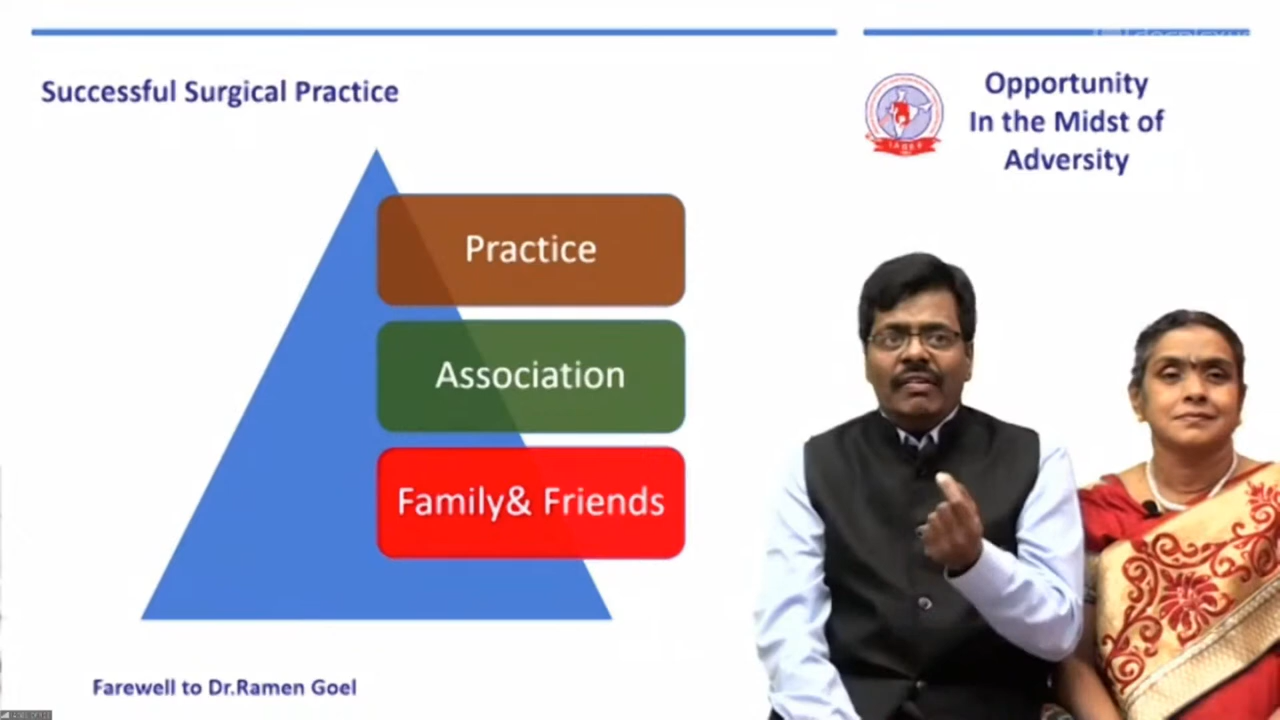 Successful Surgical Practice
Opportunity
In the Midst of
Adversity
Practice
Association
Family& Friends
Farewell to Dr.Ramen Goel